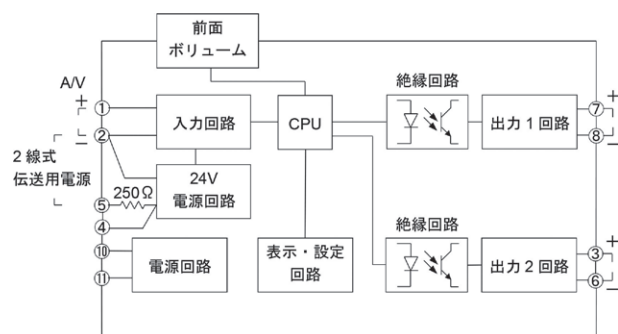 前面
ボリューム
A/V
絶縁回路
+
①
②
−
入力回路
CPU
出力1回路
⑦
⑧
+
−
2線式
伝送用電源
24V
電源回路
250Ω
⑤
④
⑩
⑪
電源回路
表示・設定
回路
絶縁回路
出力2回路
③
⑥
+
−